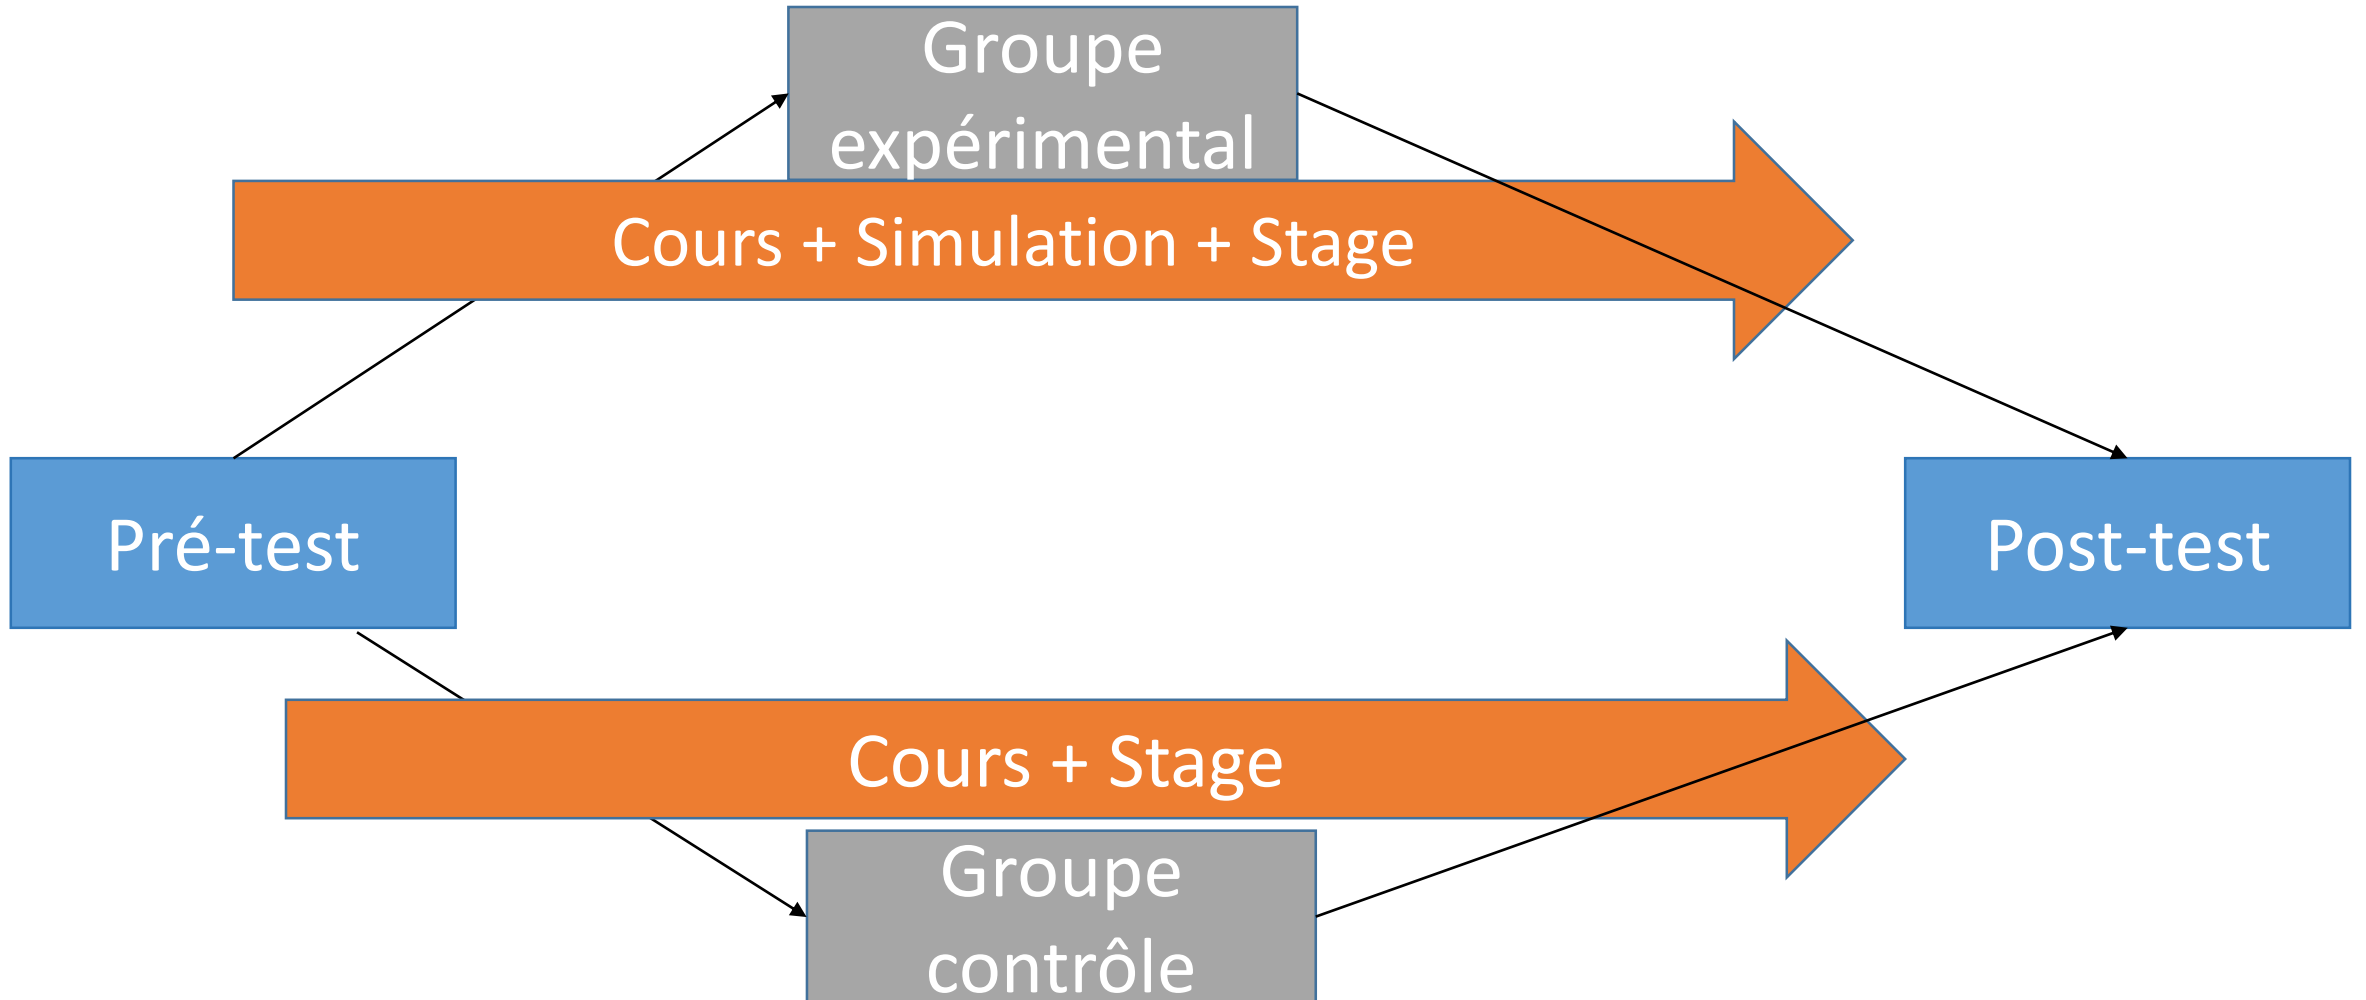 Groupe
expérimental
Cours + Simulation + Stage
Pré-test
Post-test
Cours + Stage
Groupe
contrôle